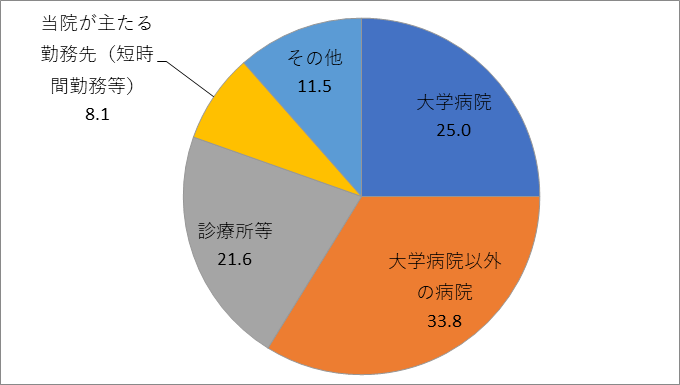 当院が主たる
勤務先（短時
間勤務等）
8.1
その他
11.5
大学病院
25.0
大学病院以外
の病院
33.8
診療所等
21.6